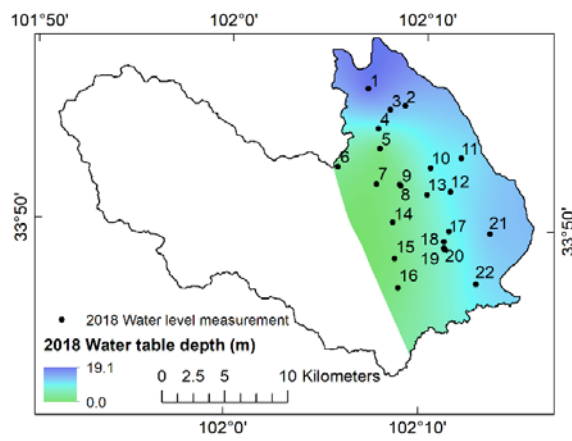 101°50' 102°0' 102°10'
1
3 2
4
5
6 10 11
7 9
8 13 12
14
33°50' 17 21 33°50'
18
15 19 20
16 22
2018 Water level measurement
2018 Water table depth (m)
19.1
0.0
0 2.5 5 10 Kilometers
102°0' 102°10'